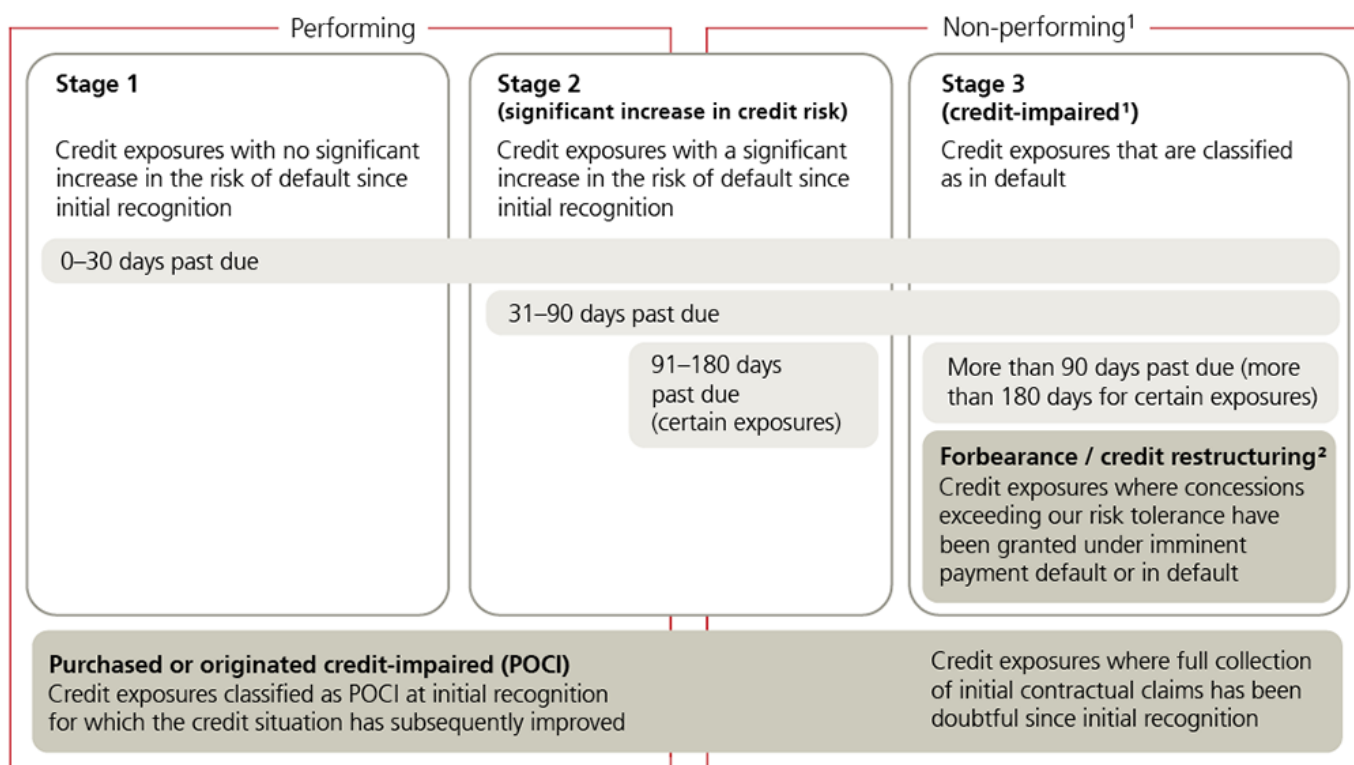 Performing
Non-performing¹
Stage 1
Credit exposures with no significant
increase in the risk of default since
initial recognition
Stage 2
(significant increase in credit risk)
Credit exposures with a significant
increase in the risk of default since
initial recognition
Stage 3
(credit-impaired¹)
Credit exposures that are classified
as in default
0–30 days past due
31–90 days past due
91–180 days
past due
(certain exposures)
More than 90 days past due (more
than 180 days for certain exposures)
Forbearance / credit restructuring²
Credit exposures where concessions
exceeding our risk tolerance have
been granted under imminent
payment default or in default
Purchased or originated credit-impaired (POCI)
Credit exposures classified as POCI at initial recognition
for which the credit situation has subsequently improved
Credit exposures where full collection
of initial contractual claims has been
doubtful since initial recognition